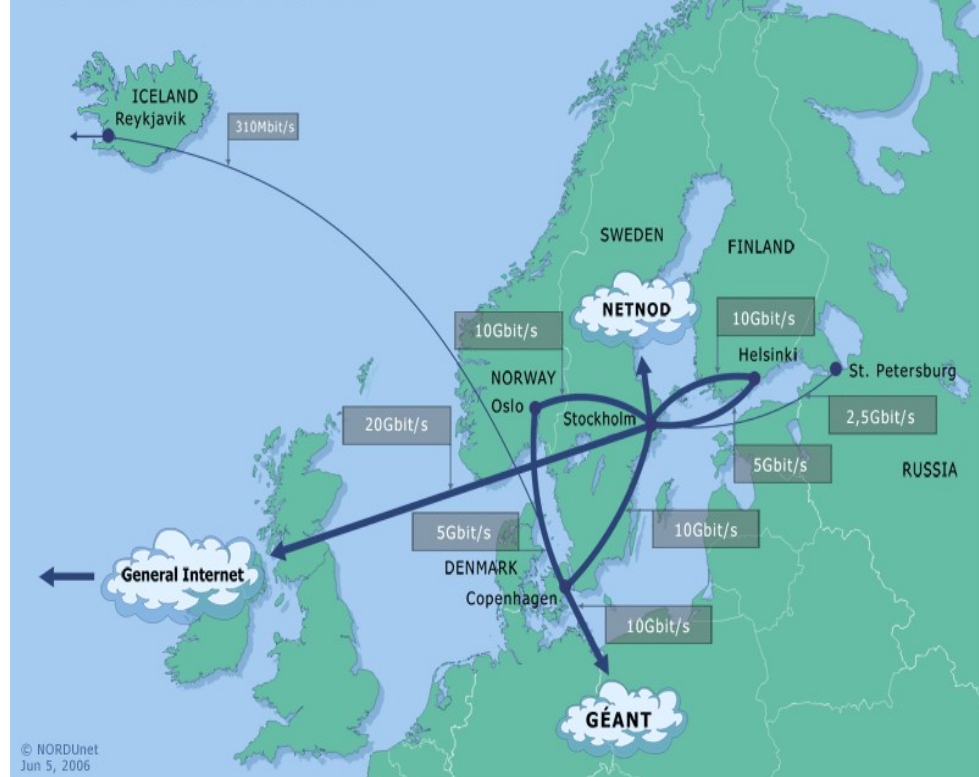 ICELAND
Reykjavik
310Mbit/s
SWEDEN
FINLAND
NETNOD
10Gbit/s
10Gbit/s
Helsinki
St. Petersburg
NORWAY
Oslo
Stockholm
20Gbit/s
2,5Gbit/s
5Gbit/s
RUSSIA
5Gbit/s
10Gbit/s
DENMARK
Copenhagen
General Internet
10Gbit/s
GÉANT
© NORDUnet
Jun 5, 2006